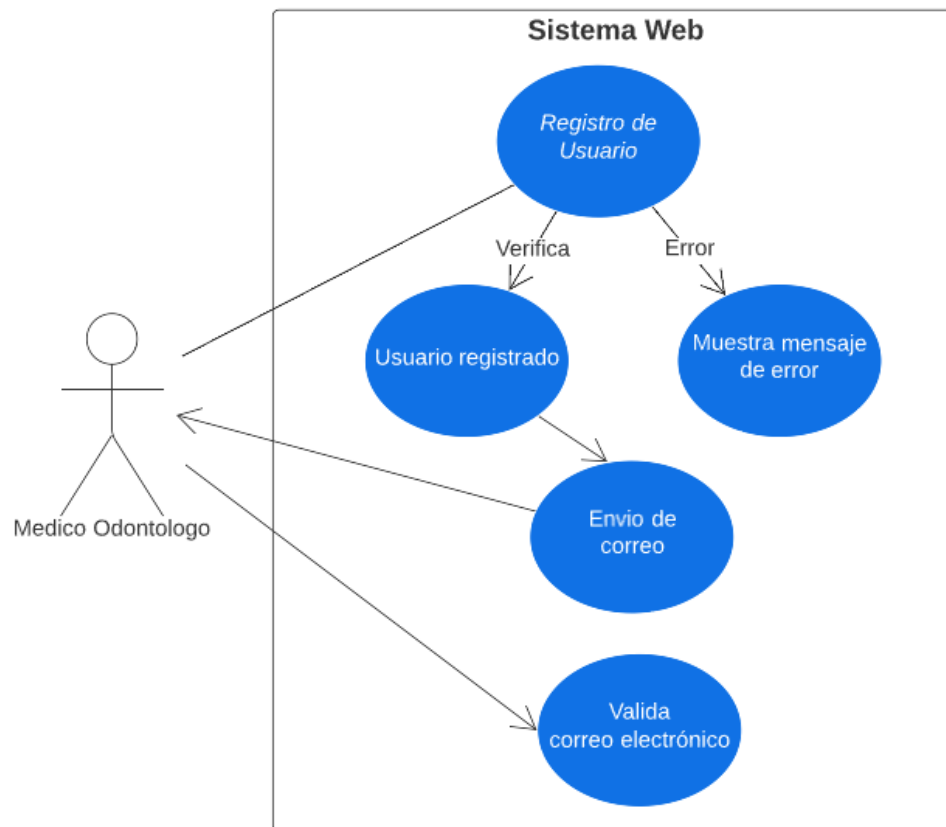 Sistema Web
Registro de
Usuario
Verifica
Error
Usuario registrado
Muestra mensaje
de error
Medico Odontologo
Envio de
correo
Valida
correo electrónico